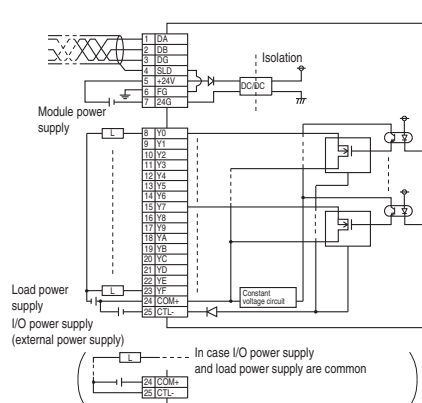 1 DA
2 DB
3 DG
4 SLD
5 +24V
6 FG
7 24G
Isolation
DC/DC
Module power
supply
L
8 Y0
9 Y1
10 Y2
11 Y3
12 Y4
13 Y5
14 Y6
15 Y7
16 Y8
17 Y9
18 YA
19 YB
20 YC
21 YD
22 YE
L
23 YF
24 COM+
25 CTL-
Constant
voltage circuit
Load power
supply
I/O power supply
(external power supply)
L
24 COM+
25 CTL-
In case I/O power supply
and load power supply are common